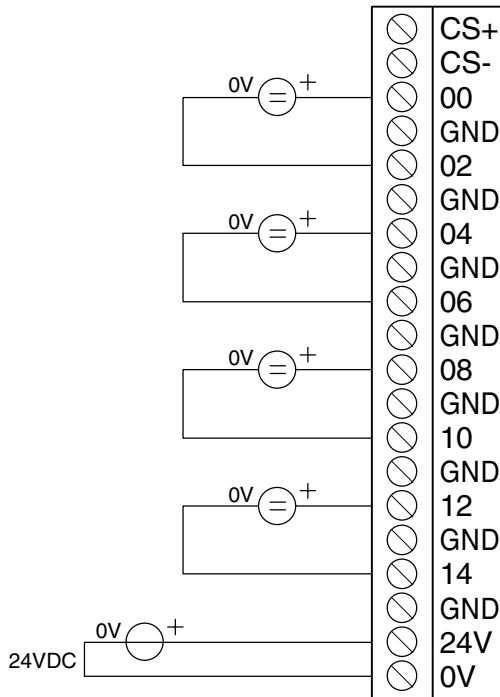 CS+
CS-
0V + 00
GND
02
GND
0V + 04
GND
06
GND
0V + 08
GND
10
GND
0V + 12
GND
14
GND
0V + 24V
24VDC
0V